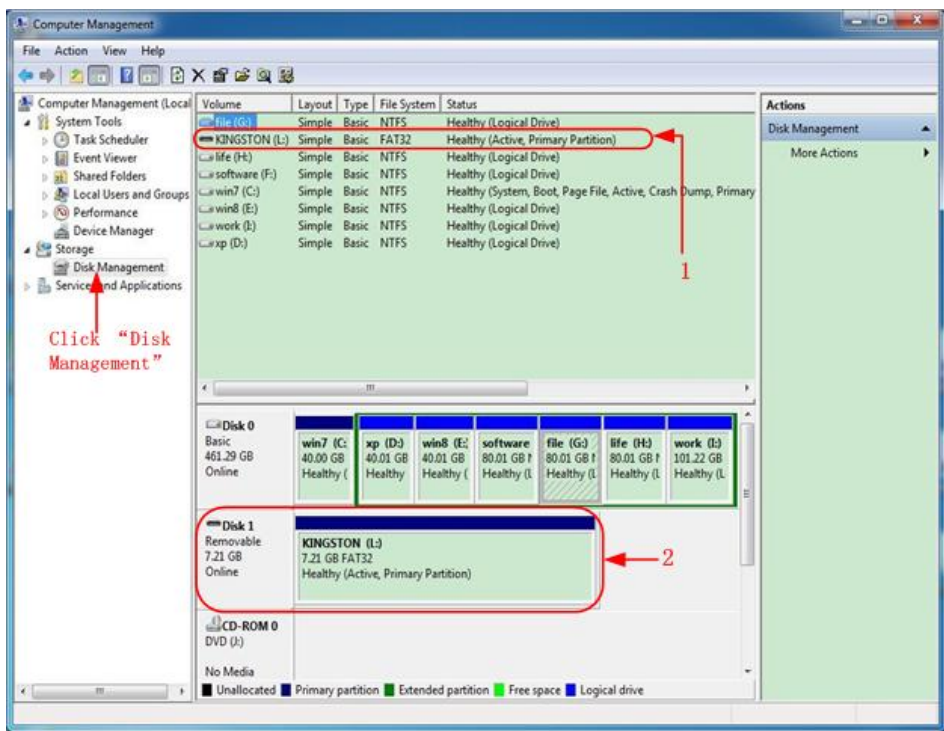 Computer Management
File Action View Help
Computer Management (Local
System Tools
Task Scheduler
Event Viewer
Shared Folders
Local Users and Groups
Performance
Device Manager
Storage
Disk Management
Services and Applications
Click “Disk
Management”
Volume Layout Type File System Status
file (G:) Simple Basic NTFS Healthy (Logical Drive)
KINGSTON (L:) Simple Basic FAT32 Healthy (Active, Primary Partition)
life (H:) Simple Basic NTFS Healthy (Logical Drive)
software (F:) Simple Basic NTFS Healthy (Logical Drive)
win7 (C:) Simple Basic NTFS Healthy (System, Boot, Page File, Active, Crash Dump, Primary
win8 (E:) Simple Basic NTFS Healthy (Logical Drive)
work (I:) Simple Basic NTFS Healthy (Logical Drive)
xp (D:) Simple Basic NTFS Healthy (Logical Drive)
1
Actions
Disk Management
More Actions
Disk 0
Basic
461.29 GB
Online
win7 (C:
40.00 GB
Healthy (
xp (D:)
40.01 GB
Healthy
win8 (E:
40.01 GB
Healthy (
software
80.01 GB
Healthy (L
file (G:)
80.01 GB
Healthy (L
life (H:)
80.01 GB
Healthy (L
work (I:)
101.22 GB
Healthy (L
Disk 1
Removable
7.21 GB
Online
KINGSTON (L:)
7.21 GB FAT32
Healthy (Active, Primary Partition)
2
CD-ROM 0
DVD (J:)
No Media
Unallocated Primary partition Extended partition Free space Logical drive